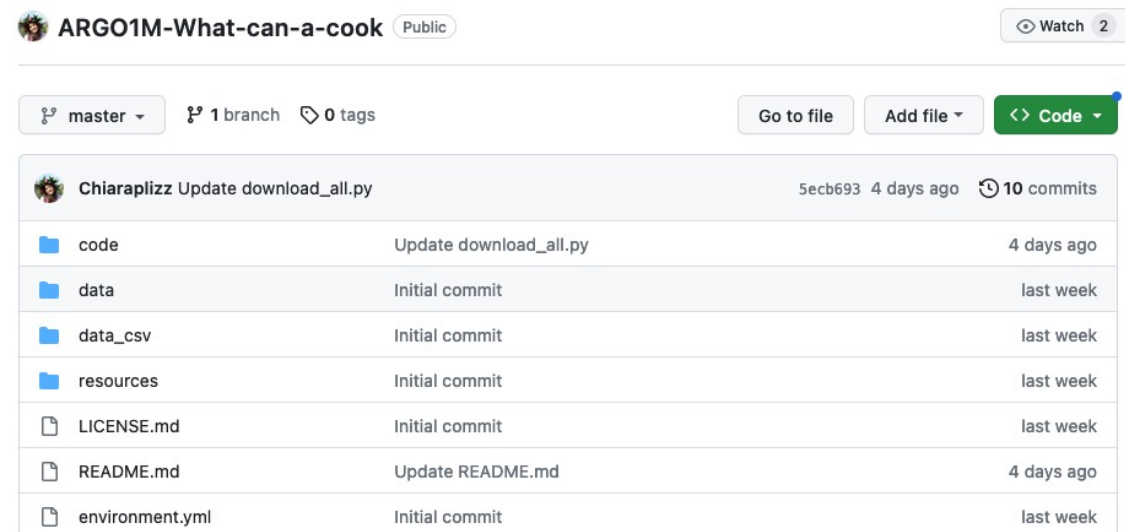 ARGO1M-What-can-a-cook Public Watch 2
master 1 branch 0 tags Go to file Add file <> Code
Chiaraplizz Update download_all.py 5ecb693 4 days ago 10 commits
code Update download_all.py 4 days ago
data Initial commit last week
data_csv Initial commit last week
resources Initial commit last week
LICENSE.md Initial commit last week
README.md Update README.md 4 days ago
environment.yml Initial commit last week